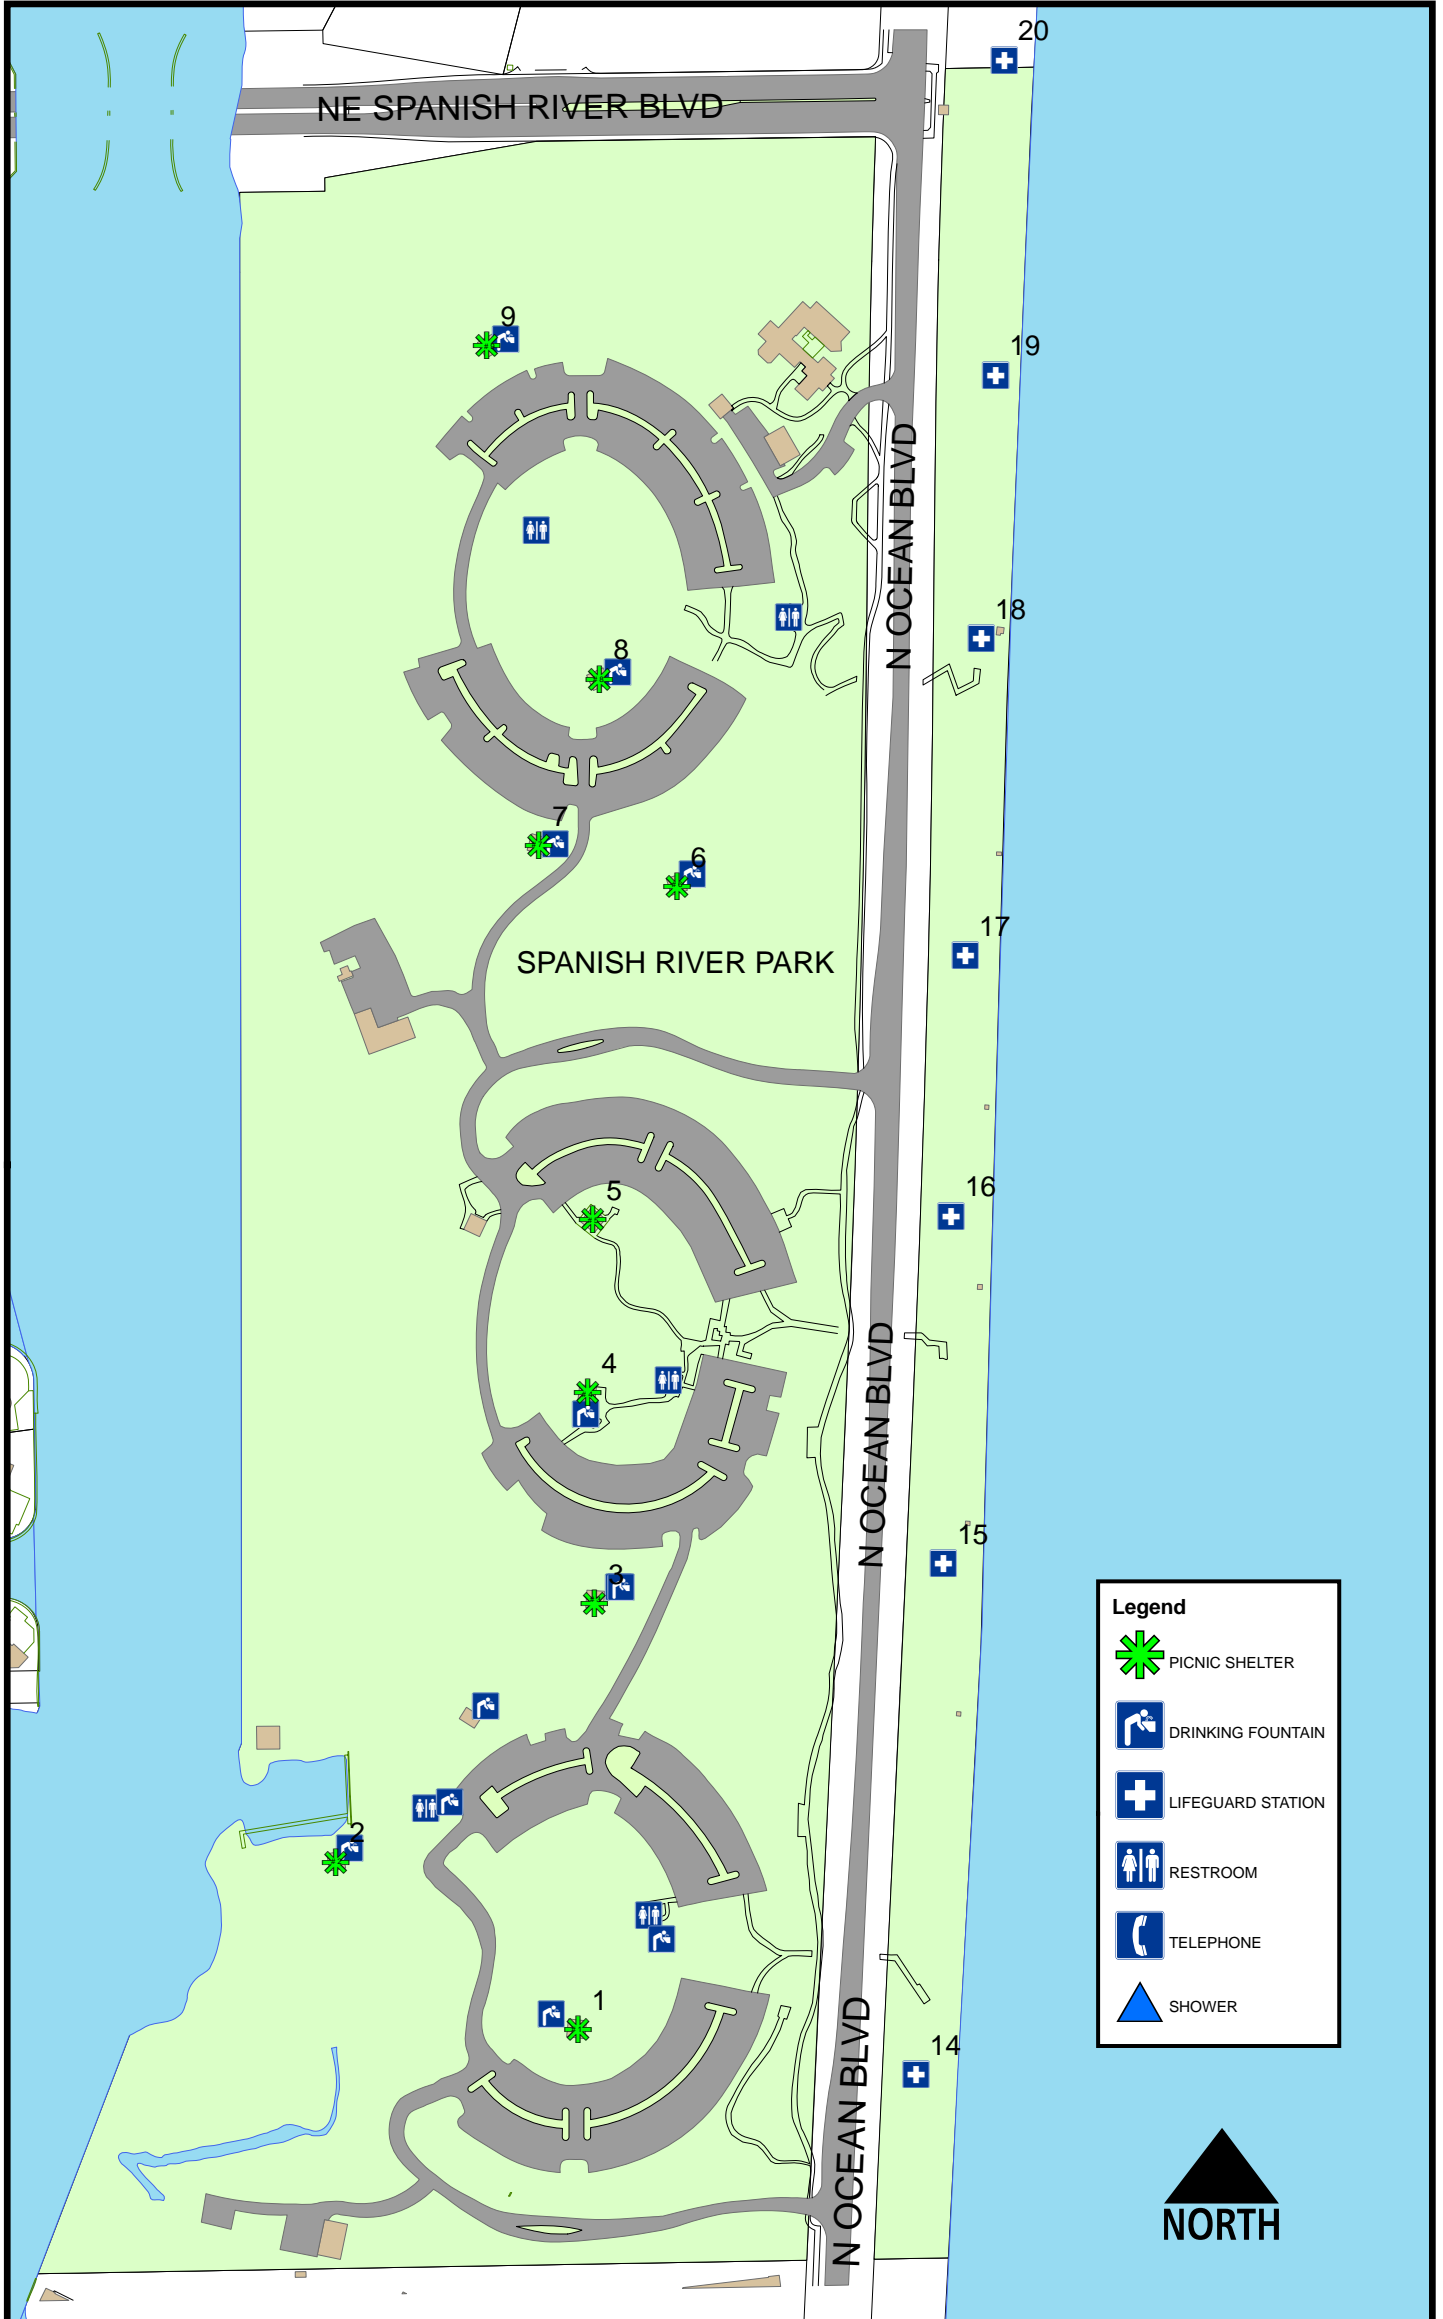 20
NE SPANISH RIVER BLVD
9
19
N OCEAN BLVD
18
8
7
6
17
SPANISH RIVER PARK
16
5
N OCEAN BLVD
4
15
3
Legend
PICNIC SHELTER
DRINKING FOUNTAIN
LIFEGUARD STATION
RESTROOM
TELEPHONE
SHOWER
2
1
N OCEAN BLVD
14
NORTH